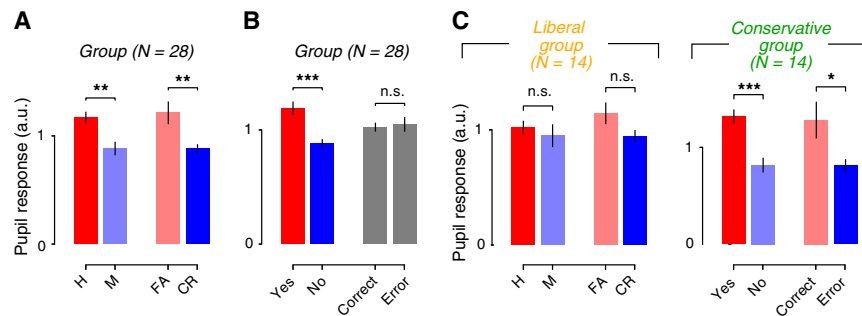 A
Group (N = 28)
**
**
Pupil response (a.u.)
1
0
H
M
FA
CR
B
Group (N = 28)
***
n.s.
1
0
Yes
No
Correct
Error
C
Liberal
group
(N = 14)
n.s.
n.s.
Pupil response (a.u.)
1
0
H
M
FA
CR
Conservative
group
(N = 14)
***
*
1
0
Yes
No
Correct
Error